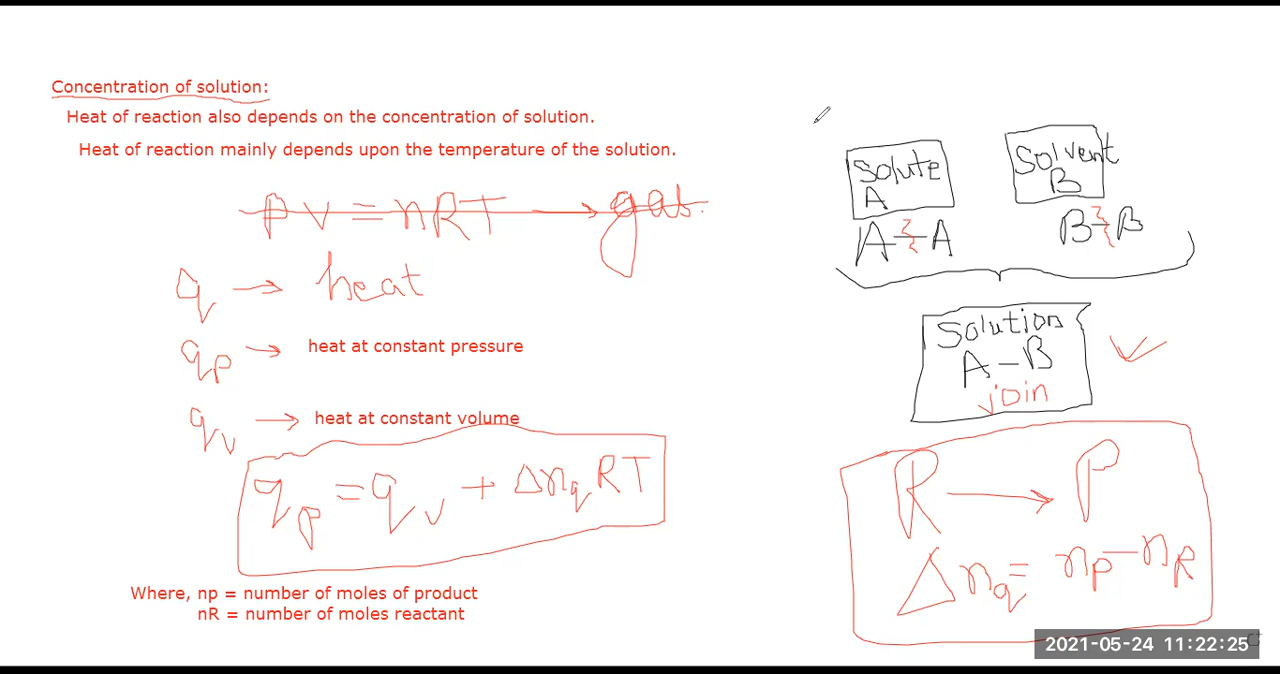 Concentration of solution:
Heat of reaction also depends on the concentration of solution.
Heat of reaction mainly depends upon the temperature of the solution.
PV = nRT → gas.
q → heat
qp → heat at constant pressure
qv → heat at constant volume
qp = qv + Δnq RT
Where, np = number of moles of product
nR = number of moles reactant
Solute
A
Solvent
B
A – A
B – B
Solution
A – B
join
R → P
Δnq = nP – nR
2021-05-24 11:22:25